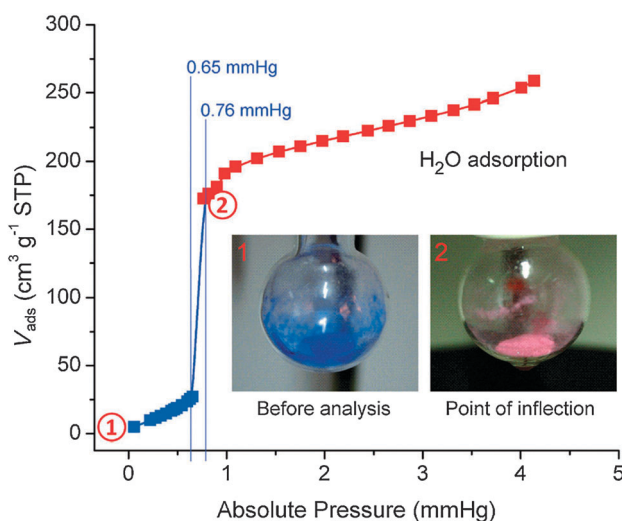 300
250
200
150
100
50
0
V_ads (cm³ g⁻¹ STP)
0.65 mmHg
0.76 mmHg
H₂O adsorption
①
②
1
2
Before analysis
Point of inflection
0
1
2
3
4
5
Absolute Pressure (mmHg)